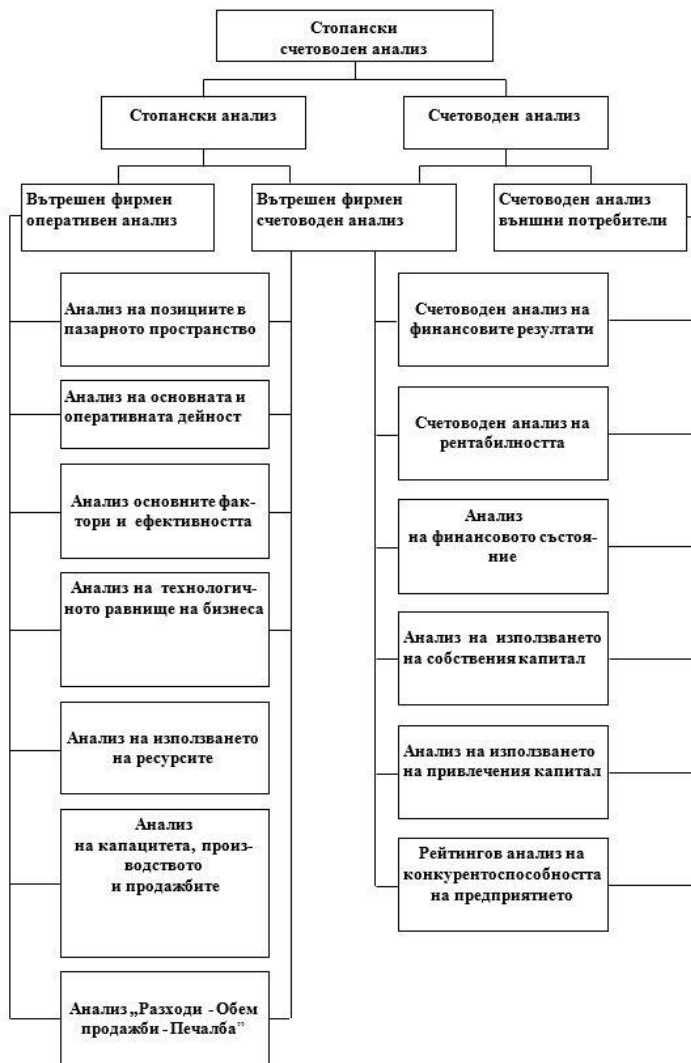 Стопански
счетоводен анализ
Стопански анализ
Счетоводен анализ
Вътрешен фирмен
оперативен анализ
Вътрешен фирмен
счетоводен анализ
Счетоводен анализ
външни потребители
Анализ на позициите в
пазарното пространство
Анализ на основната и
оперативната дейност
Анализ основните фак-
тори и ефективността
Анализ на технологич-
ното равнище на бизнеса
Анализ на използването
на ресурсите
Анализ
на капацитета, произ-
водството
и продажбите
Анализ „Разходи - Обем
продажби - Печалба”
Счетоводен анализ на
финансовите резултати
Счетоводен анализ на
рентабилността
Анализ
на финансовото състоя-
ние
Анализ на използването
на собствения капитал
Анализ на използването
на привлечения капитал
Рейтингов анализ на
конкурентоспособността
на предприятието